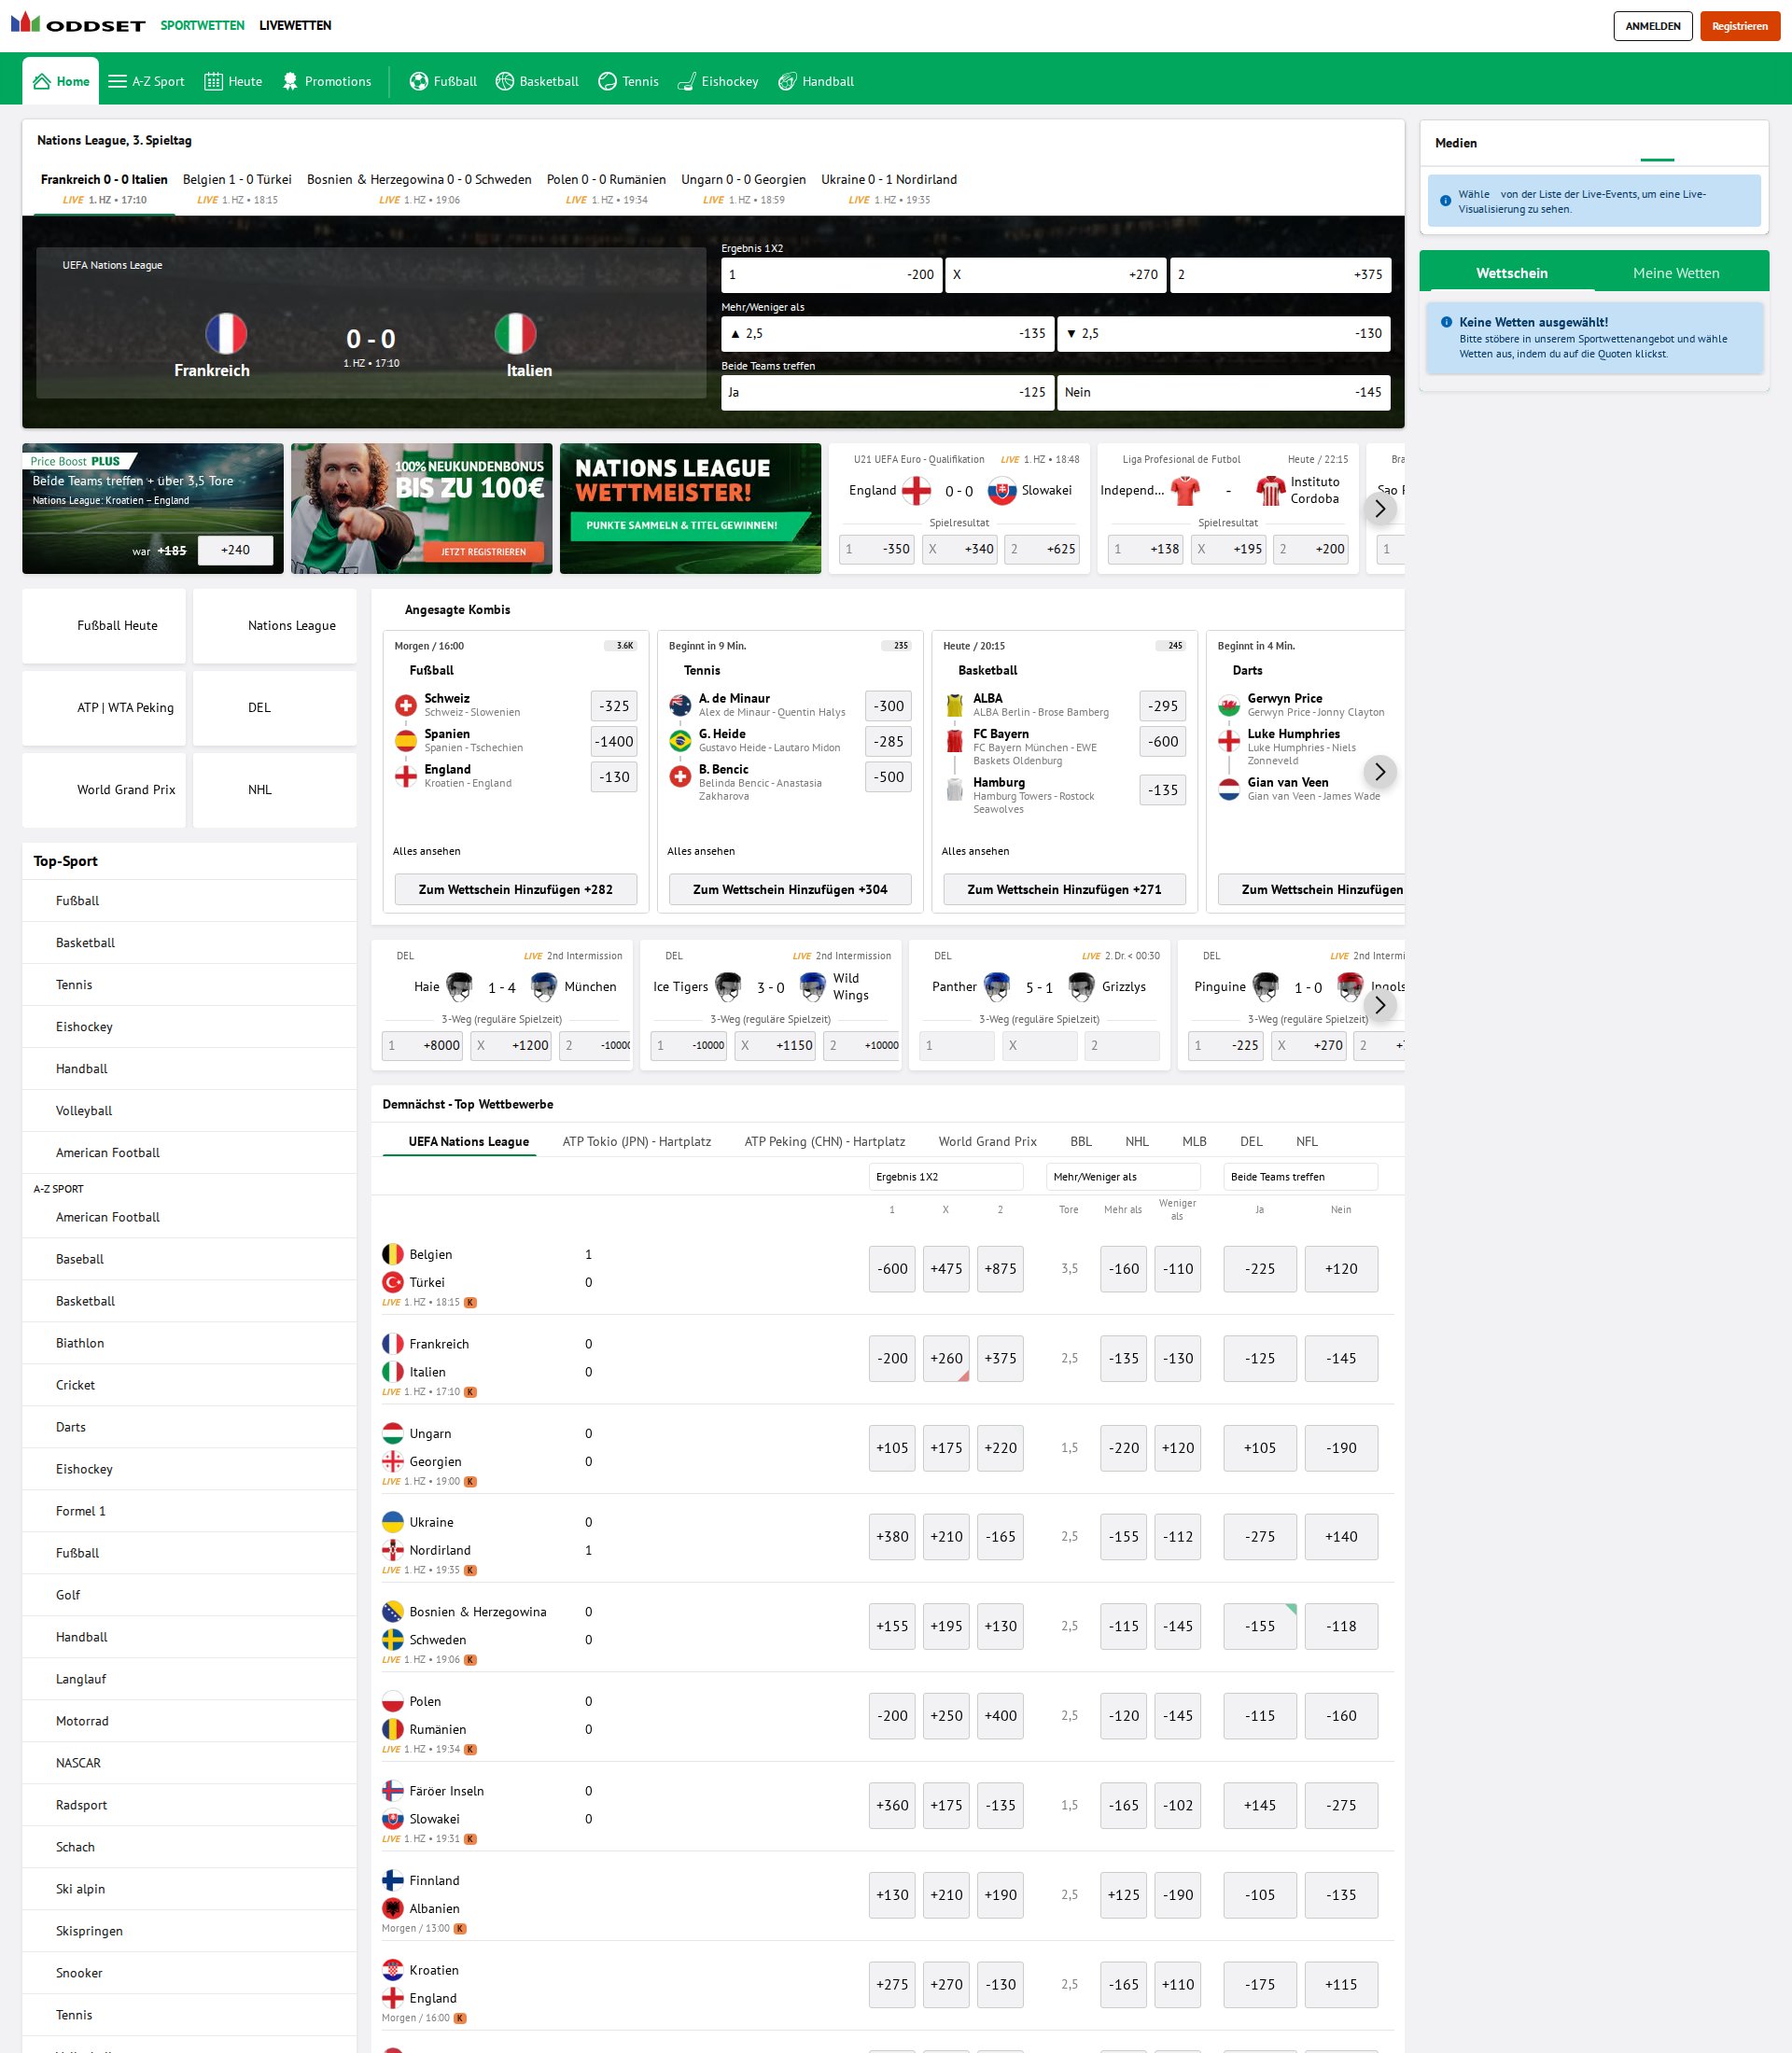 ODDSET SPORTWETTEN LIVEWETTEN ANMELDEN Registrieren
Home A-Z Sport Heute Promotions Fußball Basketball Tennis Eishockey Handball
Nations League, 3. Spieltag
Frankreich 0 - 0 Italien Belgien 1 - 0 Türkei Bosnien & Herzegowina 0 - 0 Schweden Polen 0 - 0 Rumänien Ungarn 0 - 0 Georgien Ukraine 0 - 1 Nordirland
LIVE 1. HZ • 17:10 LIVE 1. HZ • 18:15 LIVE 1. HZ • 19:06 LIVE 1. HZ • 19:34 LIVE 1. HZ • 18:59 LIVE 1. HZ • 19:35
UEFA Nations League
0 - 0
1. HZ • 17:10
Frankreich Italien
Ergebnis 1X2
1 -200 X +270 2 +375
Mehr/Weniger als
▲ 2,5 -135 ▼ 2,5 -130
Beide Teams treffen
Ja -125 Nein -145
Medien
Wähle von der Liste der Live-Events, um eine Live-
Visualisierung zu sehen.
Wettschein Meine Wetten
Keine Wetten ausgewählt!
Bitte stöbere in unserem Sportwettenangebot und wähle
Wetten aus, indem du auf die Quoten klickst.
Price Boost PLUS
Beide Teams treffen + über 3,5 Tore
Nations League: Kroatien – England
war +185 +240
100% NEUKUNDENBONUS
BIS ZU 100€
JETZT REGISTRIEREN
NATIONS LEAGUE
WETTMEISTER!
PUNKTE SAMMELN & TITEL GEWINNEN!
U21 UEFA Euro - Qualifikation LIVE 1. HZ • 18:48
England 0 - 0 Slowakei
Spielresultat
1 -350 X +340 2 +625
Liga Profesional de Futbol Heute / 22:15
Independ... - Instituto
Cordoba
Spielresultat
1 +138 X +195 2 +200
Bra
Sao
1
Fußball Heute Nations League
ATP | WTA Peking DEL
World Grand Prix NHL
Top-Sport
Fußball
Basketball
Tennis
Eishockey
Handball
Volleyball
American Football
A-Z SPORT
American Football
Baseball
Basketball
Biathlon
Cricket
Darts
Eishockey
Formel 1
Fußball
Golf
Handball
Langlauf
Motorrad
NASCAR
Radsport
Schach
Ski alpin
Skispringen
Snooker
Tennis
Angesagte Kombis
Morgen / 16:00 3.6K
Fußball
Schweiz
Schweiz - Slowenien
-325
Spanien
Spanien - Tschechien
-1400
England
Kroatien - England
-130
Alles ansehen
Zum Wettschein Hinzufügen +282
Beginnt in 9 Min. 235
Tennis
A. de Minaur
Alex de Minaur - Quentin Halys
-300
G. Heide
Gustavo Heide - Lautaro Midon
-285
B. Bencic
Belinda Bencic - Anastasia
Zakharova
-500
Alles ansehen
Zum Wettschein Hinzufügen +304
Heute / 20:15 245
Basketball
ALBA
ALBA Berlin - Brose Bamberg
-295
FC Bayern
FC Bayern München - EWE
Baskets Oldenburg
-600
Hamburg
Hamburg Towers - Rostock
Seawolves
-135
Alles ansehen
Zum Wettschein Hinzufügen +271
Beginnt in 4 Min.
Darts
Gerwyn Price
Gerwyn Price - Jonny Clayton
Luke Humphries
Luke Humphries - Niels
Zonneveld
Gian van Veen
Gian van Veen - James Wade
Zum Wettschein Hinzufügen
DEL LIVE 2nd Intermission
Haie 1 - 4 München
3-Weg (reguläre Spielzeit)
1 +8000 X +1200 2 -10000
DEL LIVE 2nd Intermission
Ice Tigers 3 - 0 Wild
Wings
3-Weg (reguläre Spielzeit)
1 -10000 X +1150 2 +10000
DEL LIVE 2. Dr. < 00:30
Panther 5 - 1 Grizzlys
3-Weg (reguläre Spielzeit)
1 X 2
DEL LIVE 2nd Intermi
Pinguine 1 - 0 Ingols
3-Weg (reguläre Spielzeit)
1 -225 X +270 2
Demnächst - Top Wettbewerbe
UEFA Nations League ATP Tokio (JPN) - Hartplatz ATP Peking (CHN) - Hartplatz World Grand Prix BBL NHL MLB DEL NFL
Ergebnis 1X2 Mehr/Weniger als Beide Teams treffen
1 X 2 Tore Mehr als Weniger als Ja Nein
Belgien 1
Türkei 0
LIVE 1. HZ • 18:15 K
-600 +475 +875 3,5 -160 -110 -225 +120
Frankreich 0
Italien 0
LIVE 1. HZ • 17:10 K
-200 +260 +375 2,5 -135 -130 -125 -145
Ungarn 0
Georgien 0
LIVE 1. HZ • 19:00 K
+105 +175 +220 1,5 -220 +120 +105 -190
Ukraine 0
Nordirland 1
LIVE 1. HZ • 19:35 K
+380 +210 -165 2,5 -155 -112 -275 +140
Bosnien & Herzegowina 0
Schweden 0
LIVE 1. HZ • 19:06 K
+155 +195 +130 2,5 -115 -145 -155 -118
Polen 0
Rumänien 0
LIVE 1. HZ • 19:34 K
-200 +250 +400 2,5 -120 -145 -115 -160
Färöer Inseln 0
Slowakei 0
LIVE 1. HZ • 19:31 K
+360 +175 -135 1,5 -165 -102 +145 -275
Finnland
Albanien
Morgen / 13:00 K
+130 +210 +190 2,5 +125 -190 -105 -135
Kroatien
England
Morgen / 16:00 K
+275 +270 -130 2,5 -165 +110 -175 +115